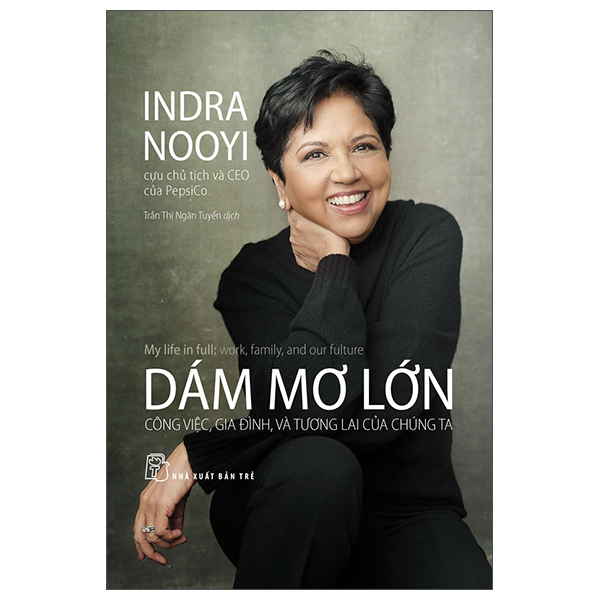 INDRA
NOOYI
cựu chủ tịch và CEO
của PepsiCo
Trần Thị Ngân Tuyến dịch
My life in full: work, family, and our fulture
DÁM MƠ LỚN
CÔNG VIỆC, GIA ĐÌNH, VÀ TƯƠNG LAI CỦA CHÚNG TA
NHÀ XUẤT BẢN TRẺ